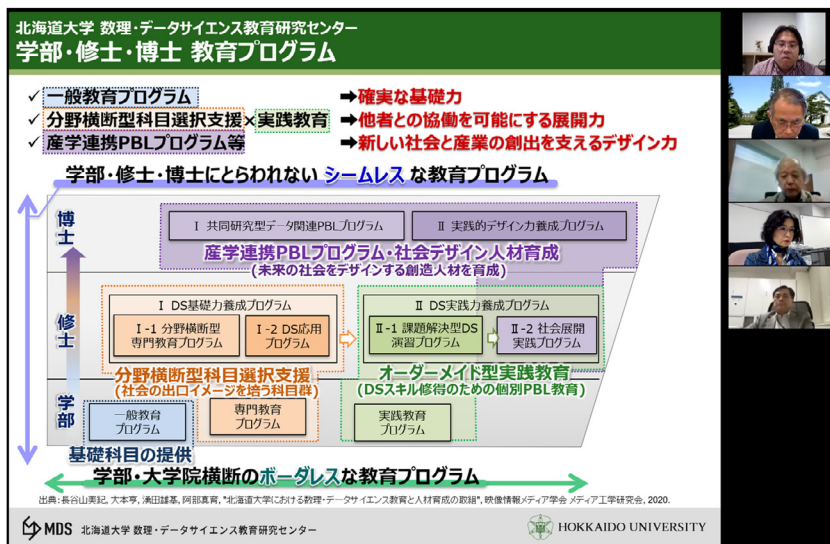 北海道大学 数理・データサイエンス教育研究センター
学部・修士・博士 教育プログラム
✓ 一般教育プログラム ➡確実な基礎力
✓ 分野横断型科目選択支援×実践教育 ➡他者との協働を可能にする展開力
✓ 産学連携PBLプログラム等 ➡新しい社会と産業の創出を支えるデザイン力
学部・修士・博士にとらわれない シームレス な教育プログラム
博士
Ⅰ 共同研究型データ関連PBLプログラム
Ⅱ 実践的デザイン力養成プログラム
産学連携PBLプログラム・社会デザイン人材育成
(未来の社会をデザインする創造人材を育成)
修士
Ⅰ DS基礎力養成プログラム
Ⅰ-1 分野横断型
専門教育プログラム
Ⅰ-2 DS応用
プログラム
Ⅱ DS実践力養成プログラム
Ⅱ-1 課題解決型DS
演習プログラム
Ⅱ-2 社会展開
実践プログラム
分野横断型科目選択支援
(社会の出口イメージを培う科目群)
オーダーメイド型実践教育
(DSスキル修得のための個別PBL教育)
学部
一般教育
プログラム
専門教育
プログラム
実践教育
プログラム
基礎科目の提供
学部・大学院横断のボーダレスな教育プログラム
出典：長谷山美紀, 大本亨, 湧田雄基, 阿部真育, "北海道大学における数理・データサイエンス教育と人材育成の取組", 映像情報メディア学会 メディア工学研究会, 2020.
MDS 北海道大学 数理・データサイエンス教育研究センター
HOKKAIDO UNIVERSITY